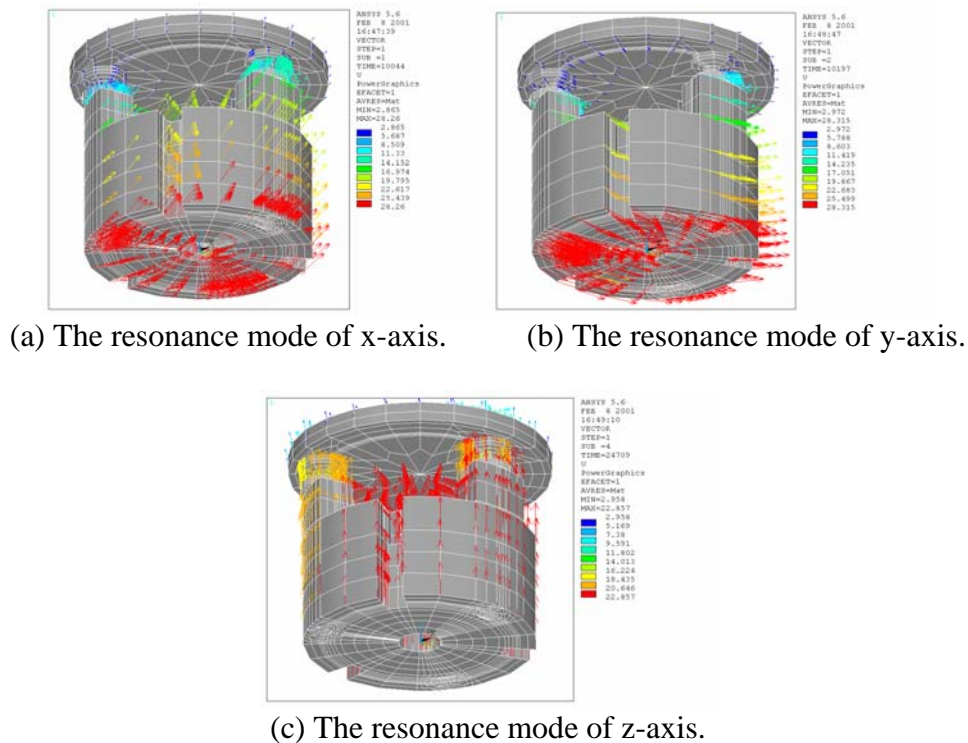 ANSYS 5.6
FEB 8 2001
16:47:39
VECTOR
STEP=1
SUB =1
TIME=10044
U
PowerGraphics
EFACET=1
AVRES=Mat
MIN=2.865
MAX=28.26
2.865
5.687
8.509
11.33
14.152
16.974
19.795
22.617
25.439
28.26
ANSYS 5.6
FEB 8 2001
16:48:47
VECTOR
STEP=1
SUB =2
TIME=10197
U
PowerGraphics
EFACET=1
AVRES=Mat
MIN=2.972
MAX=28.315
2.972
5.788
8.603
11.419
14.235
17.051
19.867
22.683
25.499
28.315
(a) The resonance mode of x-axis.
(b) The resonance mode of y-axis.
ANSYS 5.6
FEB 8 2001
16:49:10
VECTOR
STEP=1
SUB =4
TIME=24709
U
PowerGraphics
EFACET=1
AVRES=Mat
MIN=2.958
MAX=22.857
2.958
5.169
7.38
9.591
11.802
14.013
16.224
18.435
20.646
22.857
(c) The resonance mode of z-axis.